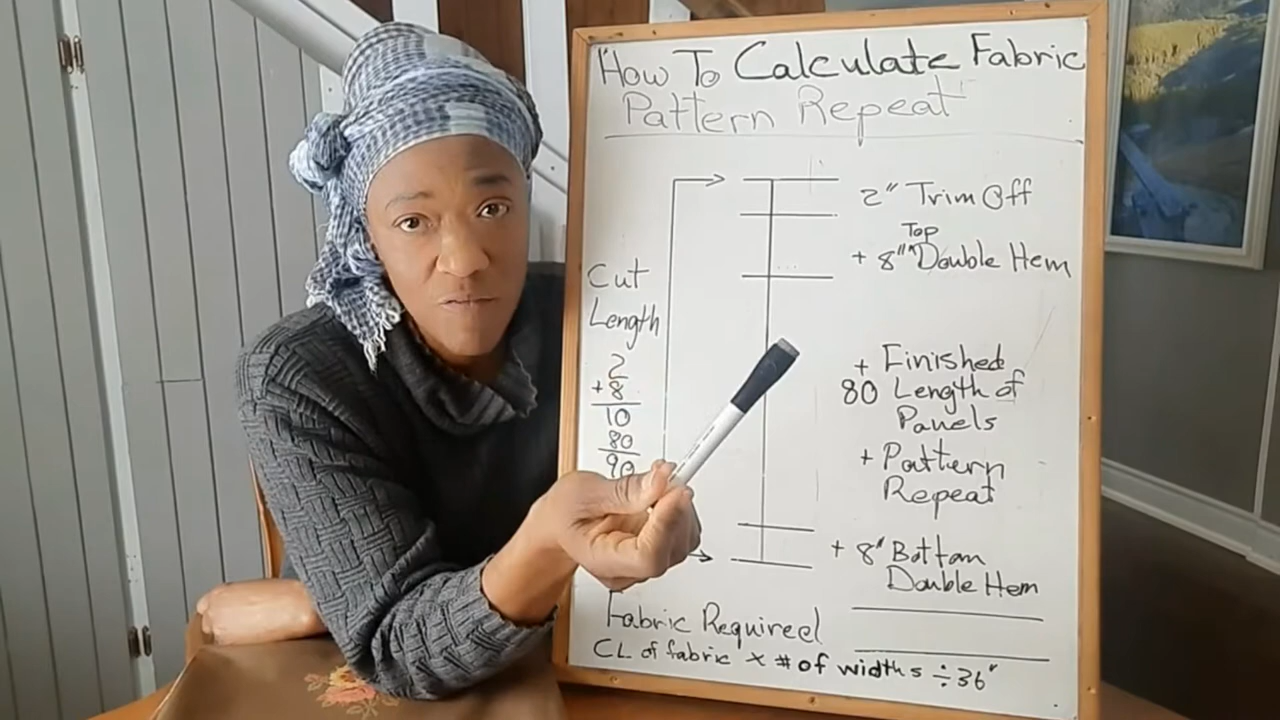 "How To Calculate Fabric
Pattern Repeat
2" Trim Off
Top
+ 8" Double Hem
Cut
Length
2
+8
10
80
90
+ Finished
80 Length of
Panels
+ Pattern
Repeat
+ 8" Bottom
Double Hem
Fabric Required
CL of fabric x # of widths ÷ 36"